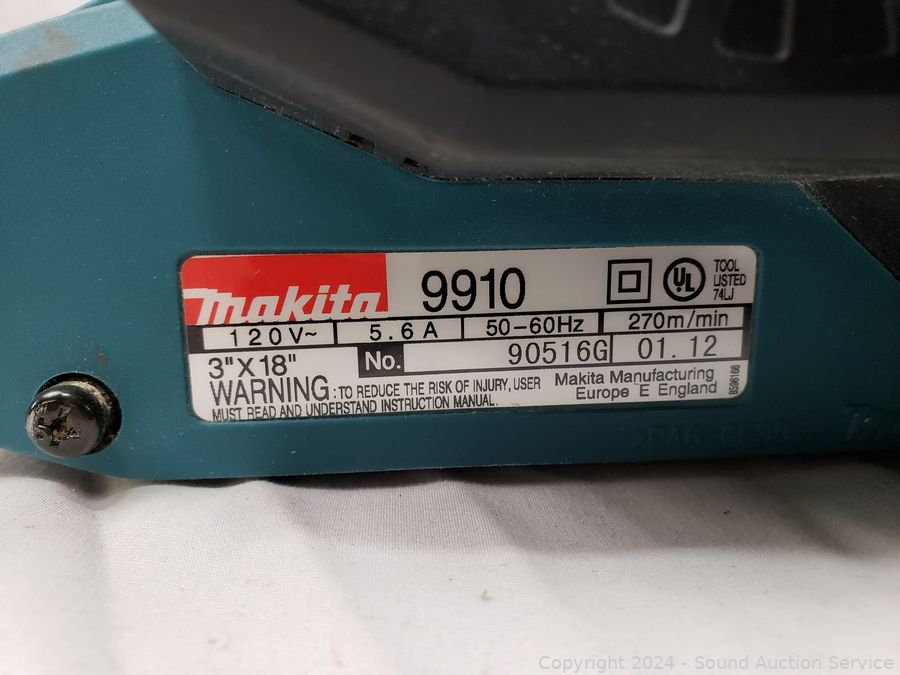 makita 9910 UL TOOL LISTED 74LJ
120V~ 5.6A 50-60Hz 270m/min
3"X18" No. 90516G 01.12
WARNING: TO REDUCE THE RISK OF INJURY, USER
MUST READ AND UNDERSTAND INSTRUCTION MANUAL.
Makita Manufacturing
Europe E England
Copyright 2024 - Sound Auction Service